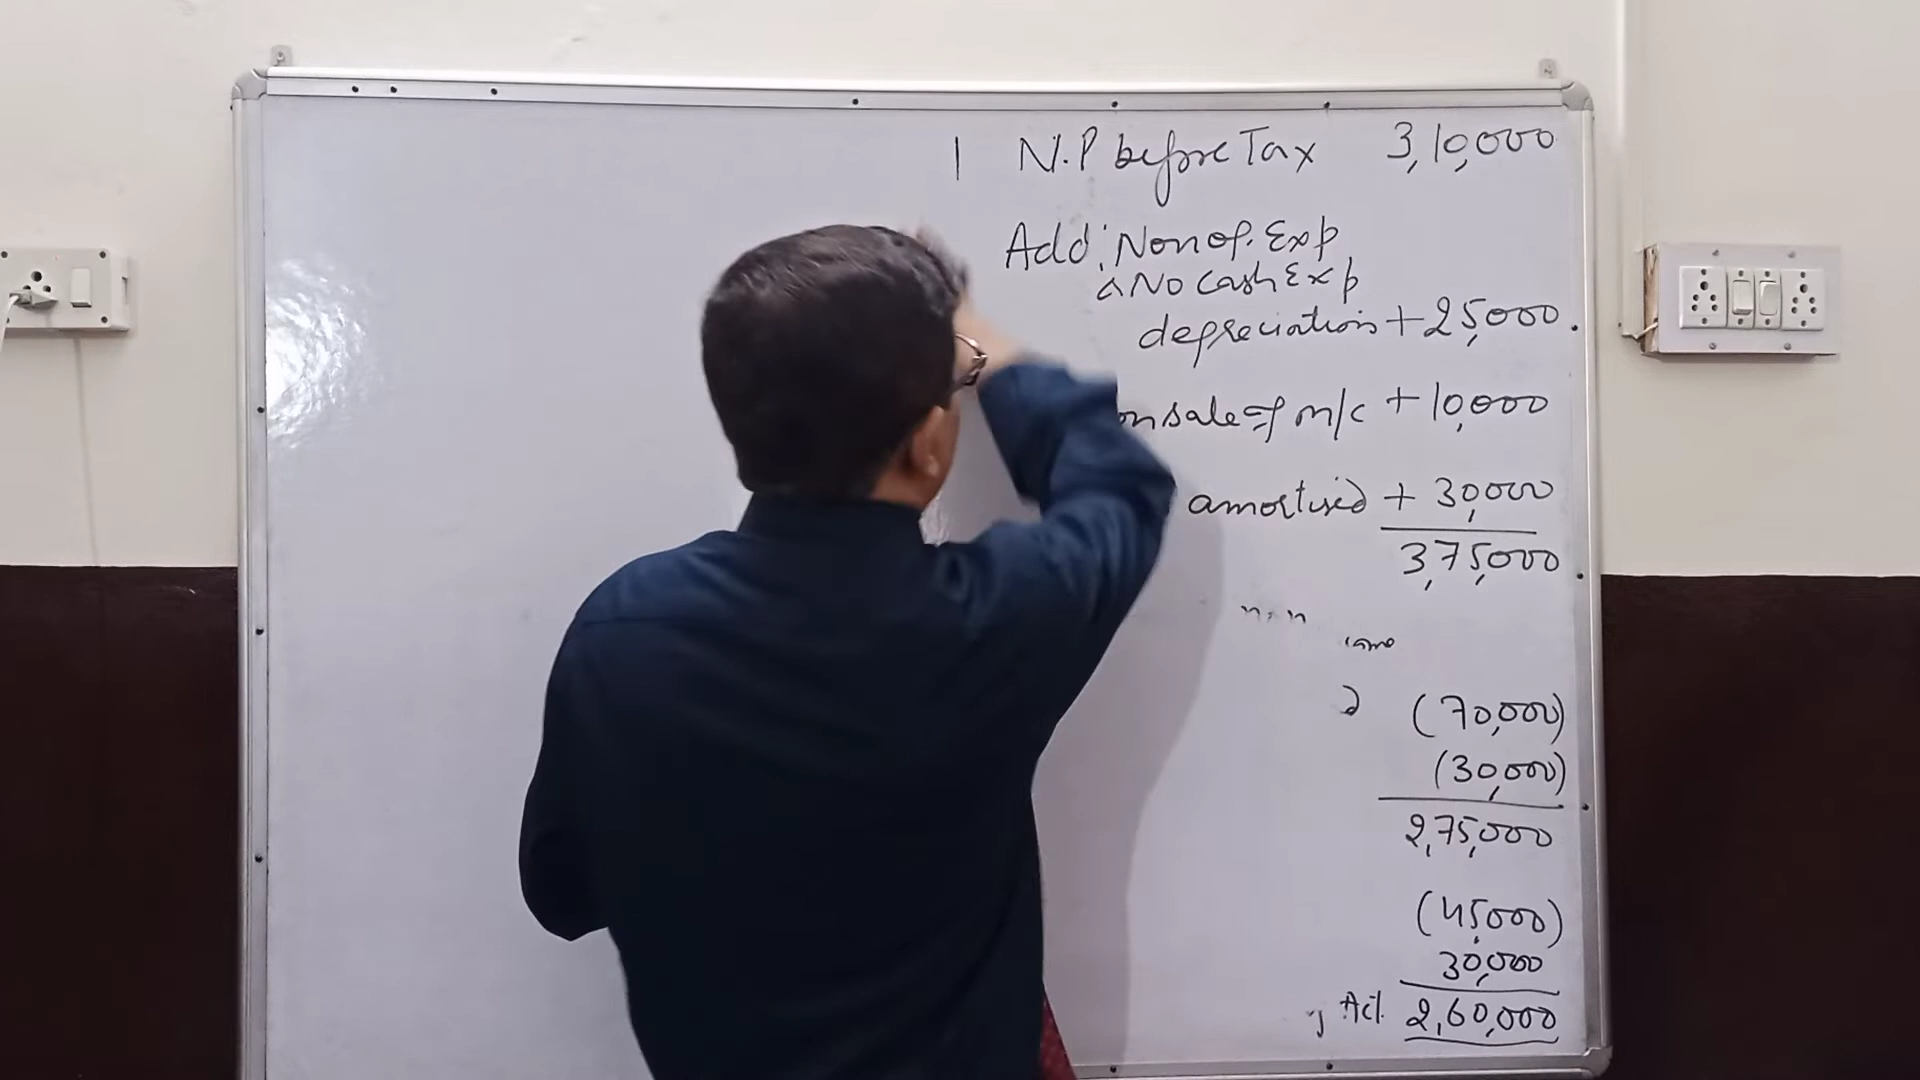 1 N.P before Tax 3,10,000
Add: Non op. Exp
& No cash Exp
depreciation + 25,000.
on sale of m/c + 10,000
amortised + 30,000
3,75,000
(70,000)
(30,000)
2,75,000
(45,000)
30,000
Act. 2,60,000